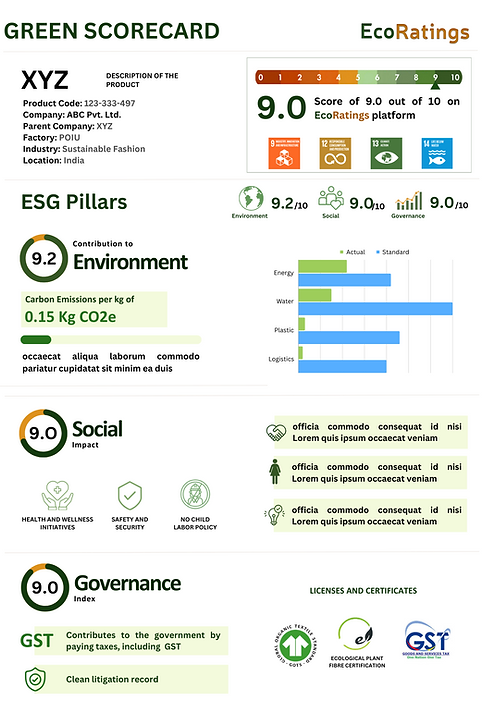 GREEN SCORECARD
EcoRatings
XYZ
DESCRIPTION OF THE
PRODUCT
Product Code: 123-333-497
Company: ABC Pvt. Ltd.
Parent Company: XYZ
Factory: POIU
Industry: Sustainable Fashion
Location: India
0 1 2 3 4 5 6 7 8 9 10
9.0
Score of 9.0 out of 10 on
EcoRatings platform
9 INDUSTRY, INNOVATION AND INFRASTRUCTURE
12 RESPONSIBLE CONSUMPTION AND PRODUCTION
13 CLIMATE ACTION
14 LIFE BELOW WATER
ESG Pillars
9.2/10
9.0/10
9.0/10
Environment
Social
Governance
9.2
Contribution to
Environment
Carbon Emissions per kg of
0.15 Kg CO2e
occaecat aliqua laborum commodo
pariatur cupidatat sit minim ea duis
Actual Standard
Energy
Water
Plastic
Logistics
9.0
Social
Impact
HEALTH AND WELLNESS
INITIATIVES
SAFETY AND
SECURITY
NO CHILD
LABOR POLICY
officia commodo consequat id nisi
Lorem quis ipsum occaecat veniam
officia commodo consequat id nisi
Lorem quis ipsum occaecat veniam
officia commodo consequat id nisi
Lorem quis ipsum occaecat veniam
9.0
Governance
Index
GST
Contributes to the government by
paying taxes, including GST
Clean litigation record
LICENSES AND CERTIFICATES
GLOBAL ORGANIC TEXTILE STANDARD · GOTS ·
e
ECOLOGICAL PLANT
FIBRE CERTIFICATION
GST
GOODS AND SERVICES TAX